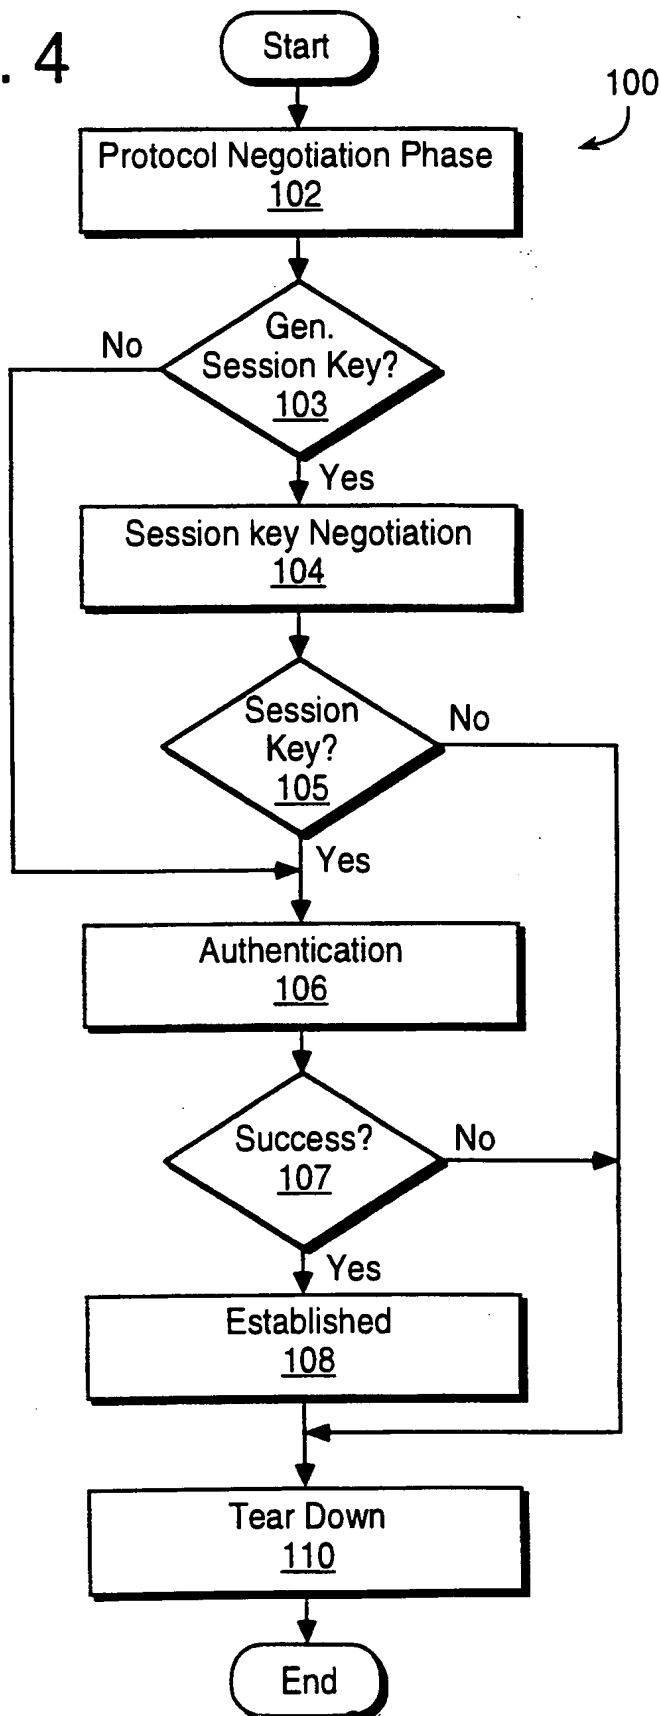 . 4
Start
100
Protocol Negotiation Phase
102
Gen.
Session Key?
103
No
Yes
Session key Negotiation
104
Session
Key?
105
No
Yes
Authentication
106
Success?
107
No
Yes
Established
108
Tear Down
110
End